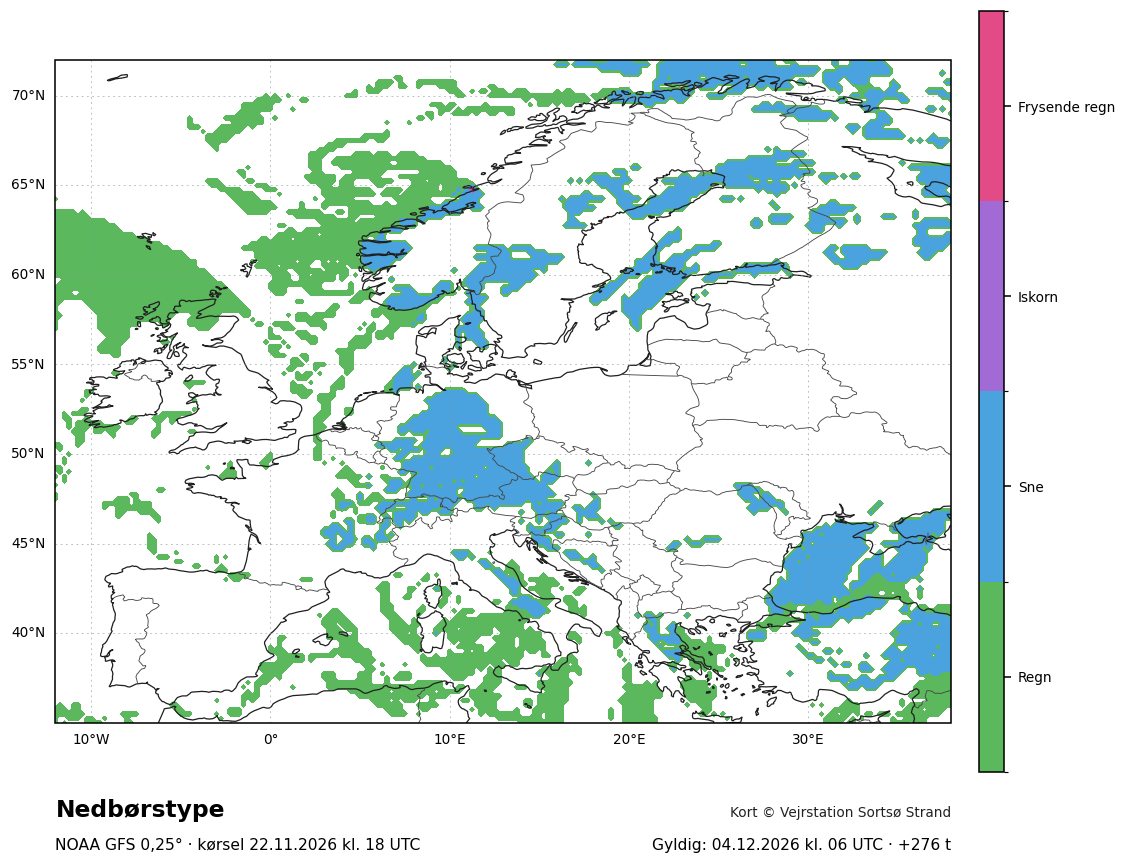 Frysende regn
Iskorn
Sne
Regn
70°N
65°N
60°N
55°N
50°N
45°N
40°N
10°W
0°
10°E
20°E
30°E
Nedbørstype
Kort © Vejrstation Sortsø Strand
NOAA GFS 0,25° · kørsel 22.11.2026 kl. 18 UTC
Gyldig: 04.12.2026 kl. 06 UTC · +276 t